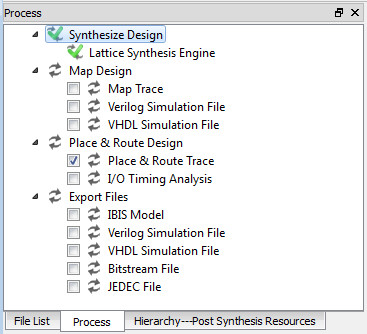 Process
Synthesize Design
Lattice Synthesis Engine
Map Design
Map Trace
Verilog Simulation File
VHDL Simulation File
Place & Route Design
Place & Route Trace
I/O Timing Analysis
Export Files
IBIS Model
Verilog Simulation File
VHDL Simulation File
Bitstream File
JEDEC File
File List Process Hierarchy---Post Synthesis Resources